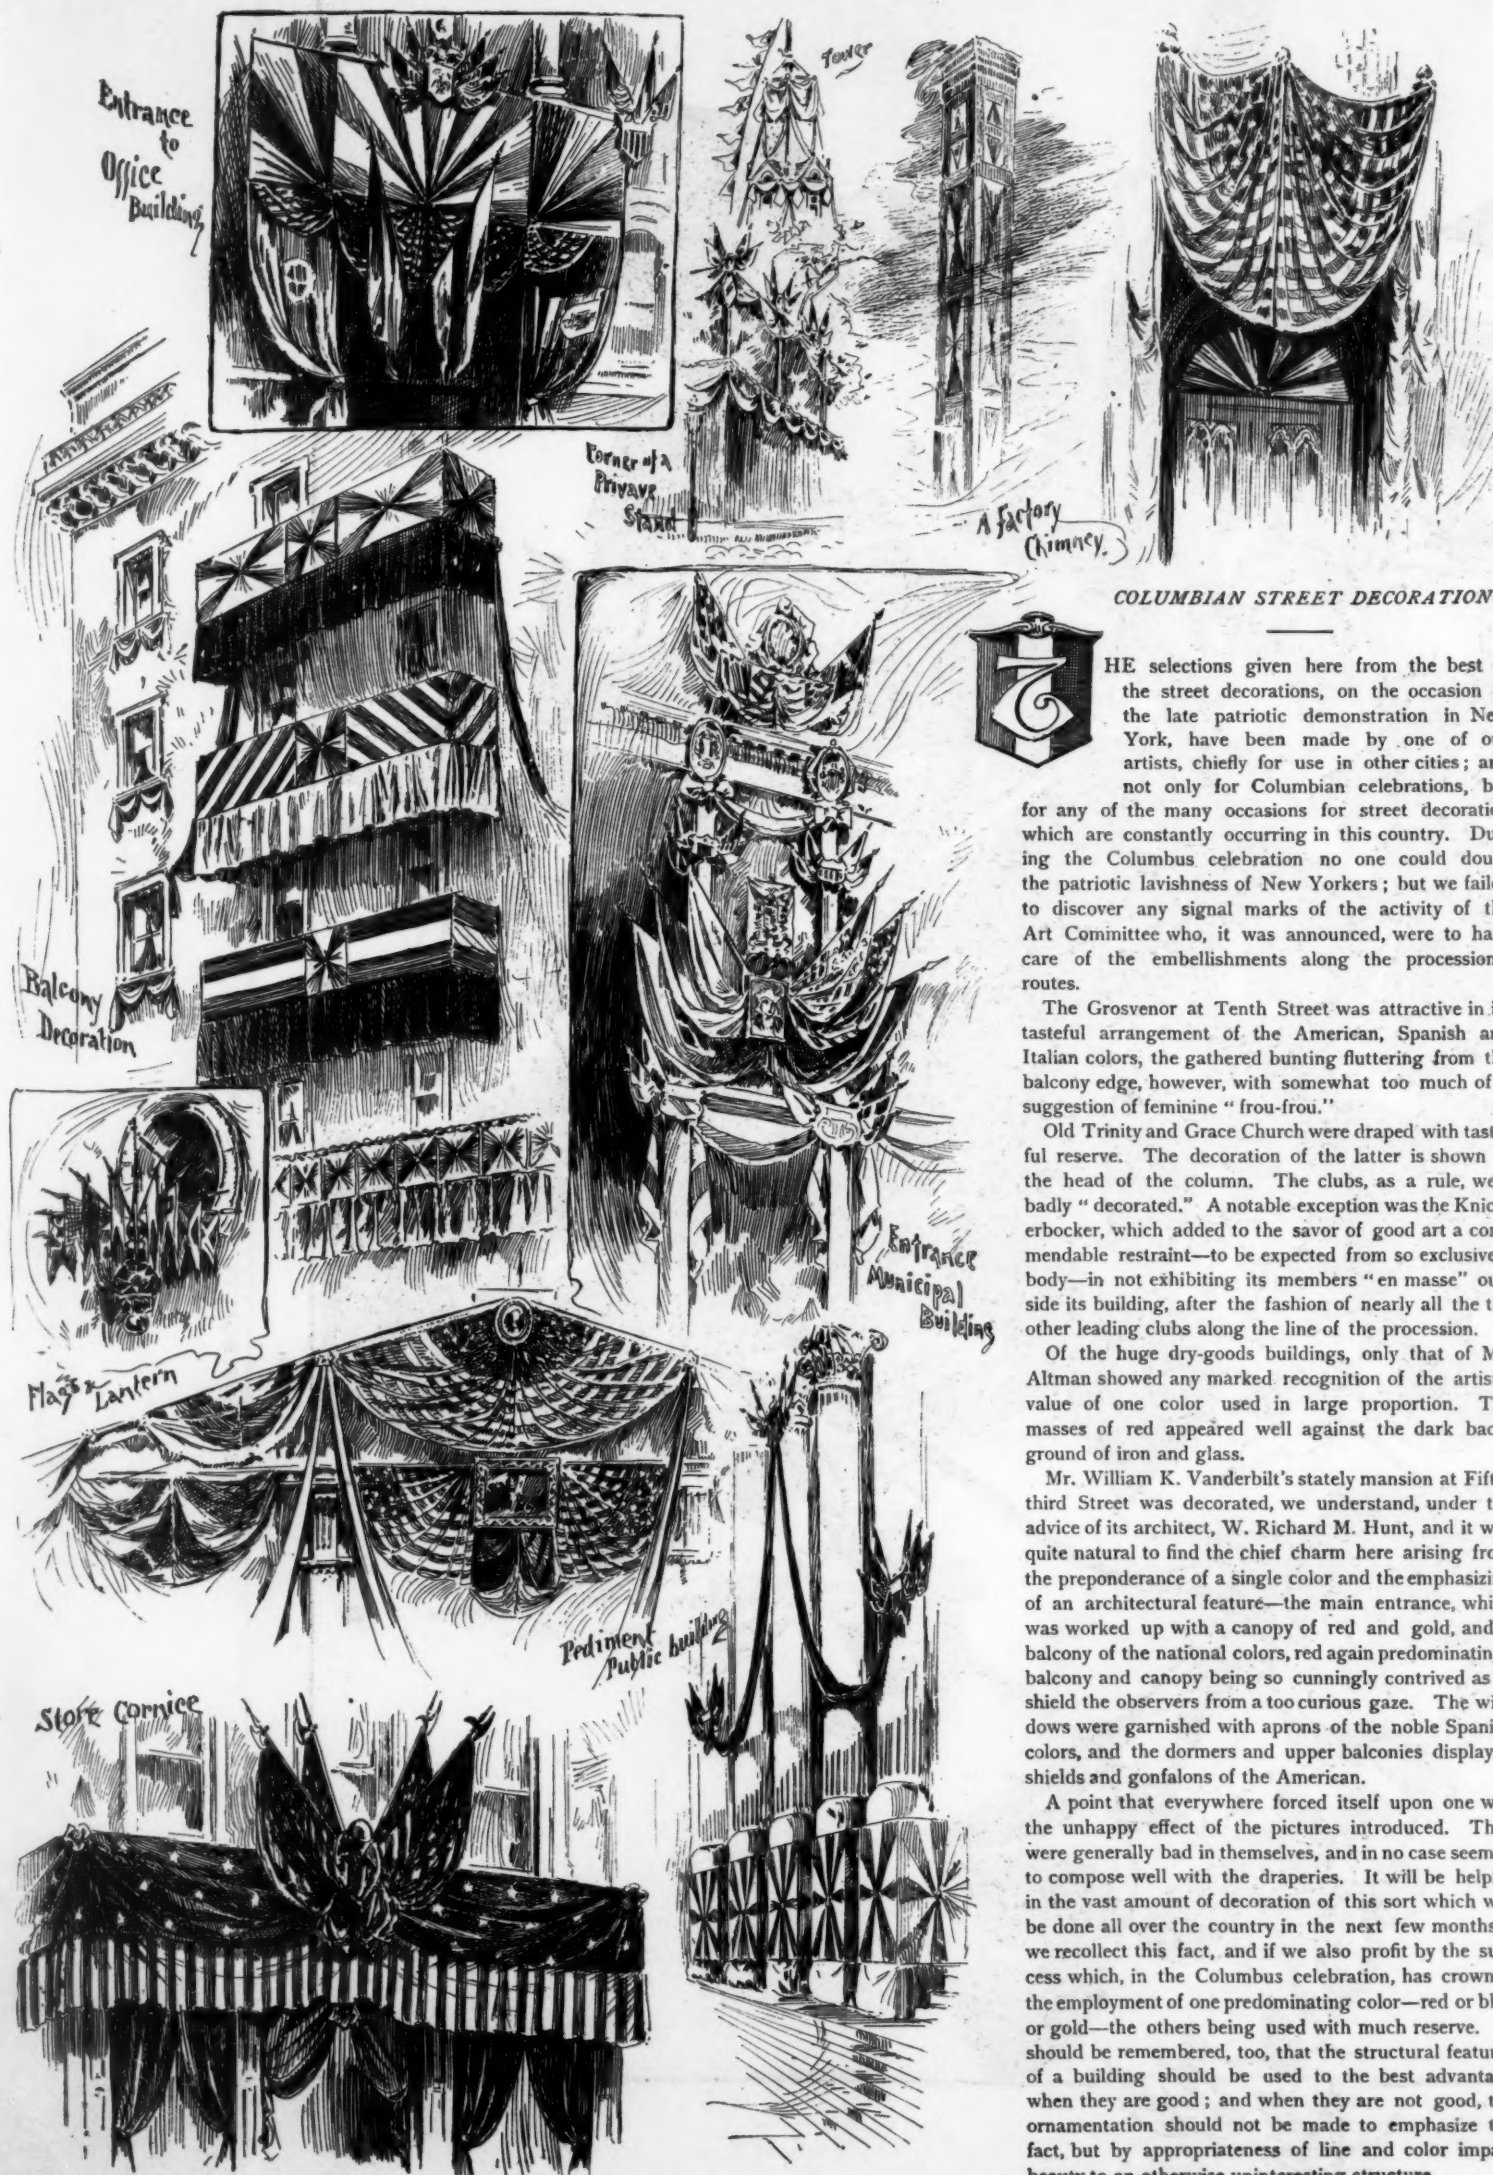 Entrance
to
Office
Building
Tower
Corner of a
Privave
Stand
A Factory
Chimney.
Balcony
Decoration
Flags &
Lantern
Entrance
Municipal
Building
Pediment
Public building
Store Cornice
COLUMBIAN STREET DECORATION
THE selections given here from the best
the street decorations, on the occasion
the late patriotic demonstration in Ne
York, have been made by one of o
artists, chiefly for use in other cities; an
not only for Columbian celebrations, b
for any of the many occasions for street decoratio
which are constantly occurring in this country. Du
ing the Columbus celebration no one could dou
the patriotic lavishness of New Yorkers; but we faile
to discover any signal marks of the activity of th
Art Committee who, it was announced, were to ha
care of the embellishments along the procession
routes.
The Grosvenor at Tenth Street was attractive in i
tasteful arrangement of the American, Spanish an
Italian colors, the gathered bunting fluttering from th
balcony edge, however, with somewhat too much of
suggestion of feminine “ frou-frou.”
Old Trinity and Grace Church were draped with tast
ful reserve. The decoration of the latter is shown
the head of the column. The clubs, as a rule, we
badly “ decorated.” A notable exception was the Knic
erbocker, which added to the savor of good art a co
mendable restraint—to be expected from so exclusive
body—in not exhibiting its members “ en masse” ou
side its building, after the fashion of nearly all the t
other leading clubs along the line of the procession.
Of the huge dry-goods buildings, only that of M
Altman showed any marked recognition of the artis
value of one color used in large proportion. T
masses of red appeared well against the dark bac
ground of iron and glass.
Mr. William K. Vanderbilt’s stately mansion at Fift
third Street was decorated, we understand, under t
advice of its architect, W. Richard M. Hunt, and it w
quite natural to find the chief charm here arising fro
the preponderance of a single color and the emphasizi
of an architectural feature—the main entrance, whi
was worked up with a canopy of red and gold, and
balcony of the national colors, red again predominatin
balcony and canopy being so cunningly contrived as
shield the observers from a too curious gaze. The wi
dows were garnished with aprons of the noble Spani
colors, and the dormers and upper balconies display
shields and gonfalons of the American.
A point that everywhere forced itself upon one w
the unhappy effect of the pictures introduced. Th
were generally bad in themselves, and in no case seem
to compose well with the draperies. It will be helpf
in the vast amount of decoration of this sort which w
be done all over the country in the next few months
we recollect this fact, and if we also profit by the su
cess which, in the Columbus celebration, has crown
the employment of one predominating color—red or bl
or gold—the others being used with much reserve.
should be remembered, too, that the structural featur
of a building should be used to the best advanta
when they are good; and when they are not good, t
ornamentation should not be made to emphasize t
fact, but by appropriateness of line and color impa
beauty to an otherwise uninteresting structure.